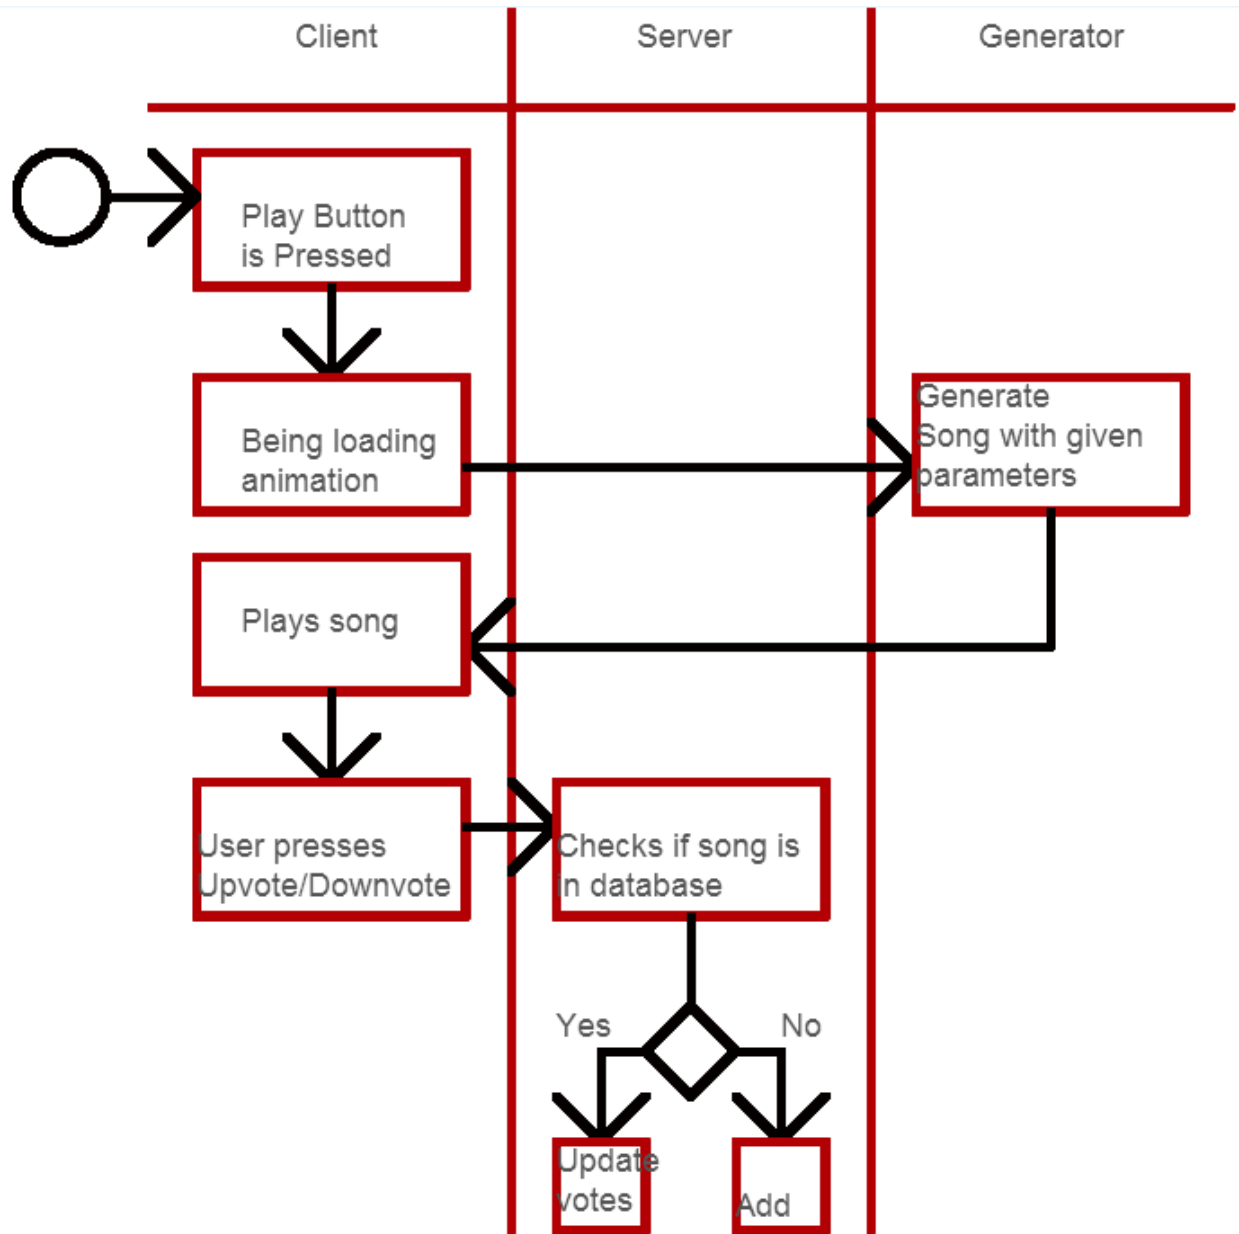 Client
Server
Generator
Play Button
is Pressed
Being loading
animation
Generate
Song with given
parameters
Plays song
User presses
Upvote/Downvote
Checks if song is
in database
Yes
No
Update
votes
Add